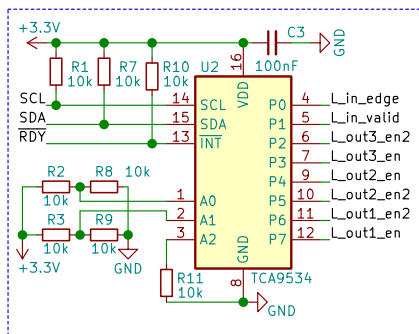 +3.3V
C3
GND
100nF
R1
10k
R7
10k
R10
10k
U2
16
VDD
SCL
14
SCL
P0
4
L_in_edge
SDA
15
SDA
P1
5
L_in_valid
RDY
13
INT
P2
6
L_out3_en2
P3
7
L_out3_en
R2
10k
R8
10k
P4
9
L_out2_en
1
A0
P5
10
L_out2_en2
2
A1
P6
11
L_out1_en2
R3
10k
R9
10k
3
A2
P7
12
L_out1_en
+3.3V
GND
GND
8
R11
10k
TCA9534
GND